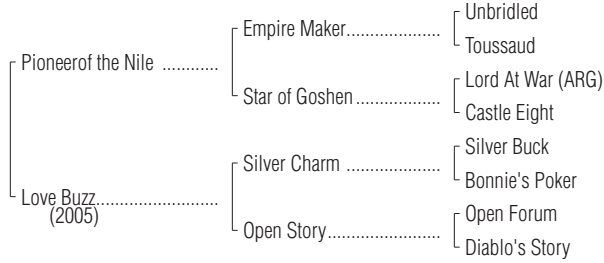 Unbridled
Empire Maker....................
Toussaud
Pioneerof the Nile ............
Lord At War (ARG)
Star of Goshen..................
Castle Eight
Silver Buck
Silver Charm ....................
Bonnie's Poker
Love Buzz..........................
(2005)
Open Forum
Open Story........................
Diablo's Story